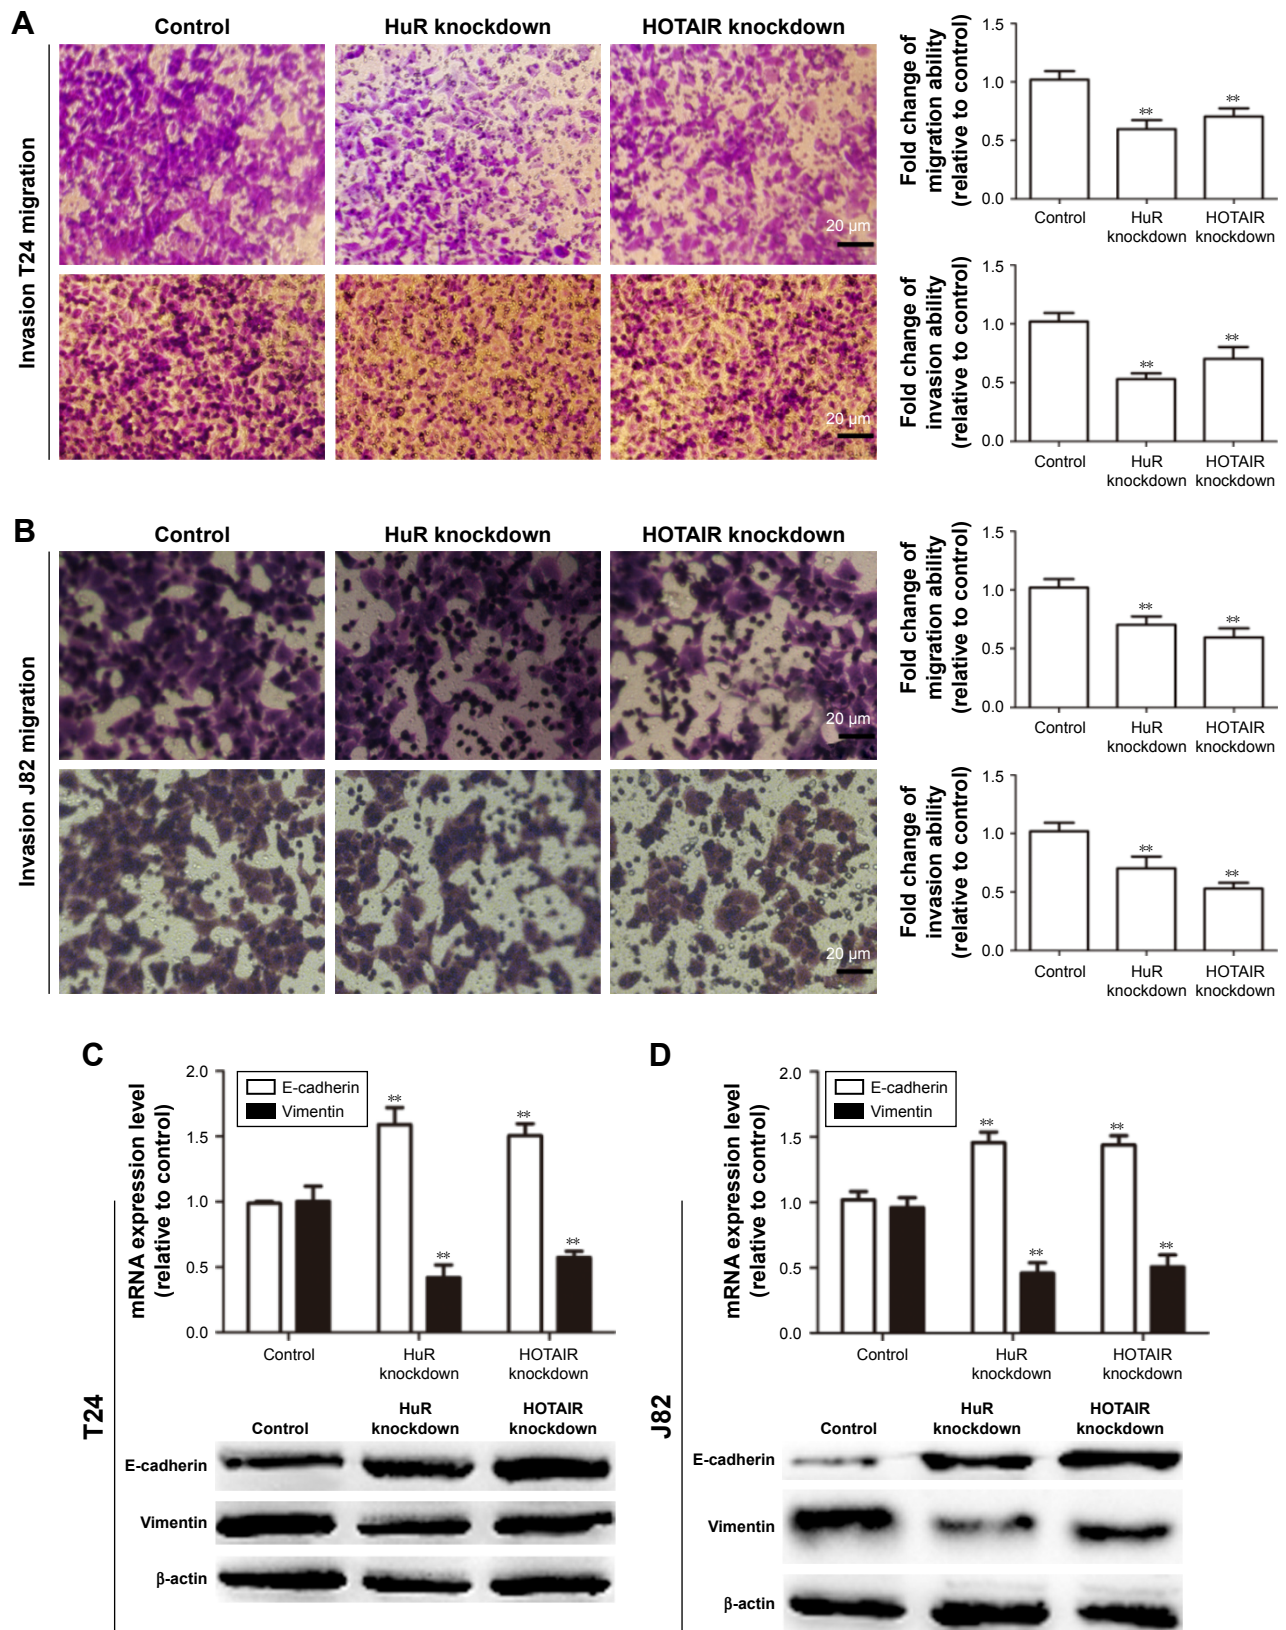 A
Control
HuR knockdown
HOTAIR knockdown
Invasion T24 migration
20 µm
20 µm
Fold change of
migration ability
(relative to control)
1.5
1.0
0.5
0.0
**
**
Control
HuR
knockdown
HOTAIR
knockdown
Fold change of
invasion ability
(relative to control)
1.5
1.0
0.5
0.0
**
**
Control
HuR
knockdown
HOTAIR
knockdown
B
Control
HuR knockdown
HOTAIR knockdown
Invasion J82 migration
20 µm
20 µm
Fold change of
migration ability
(relative to control)
1.5
1.0
0.5
0.0
**
**
Control
HuR
knockdown
HOTAIR
knockdown
Fold change of
invasion ability
(relative to control)
1.5
1.0
0.5
0.0
**
**
Control
HuR
knockdown
HOTAIR
knockdown
C
T24
mRNA expression level
(relative to control)
2.0
1.5
1.0
0.5
0.0
E-cadherin
Vimentin
**
**
**
**
Control
HuR
knockdown
HOTAIR
knockdown
Control
HuR
knockdown
HOTAIR
knockdown
E-cadherin
Vimentin
β-actin
D
J82
mRNA expression level
(relative to control)
2.0
1.5
1.0
0.5
0.0
E-cadherin
Vimentin
**
**
**
**
Control
HuR
knockdown
HOTAIR
knockdown
Control
HuR
knockdown
HOTAIR
knockdown
E-cadherin
Vimentin
β-actin